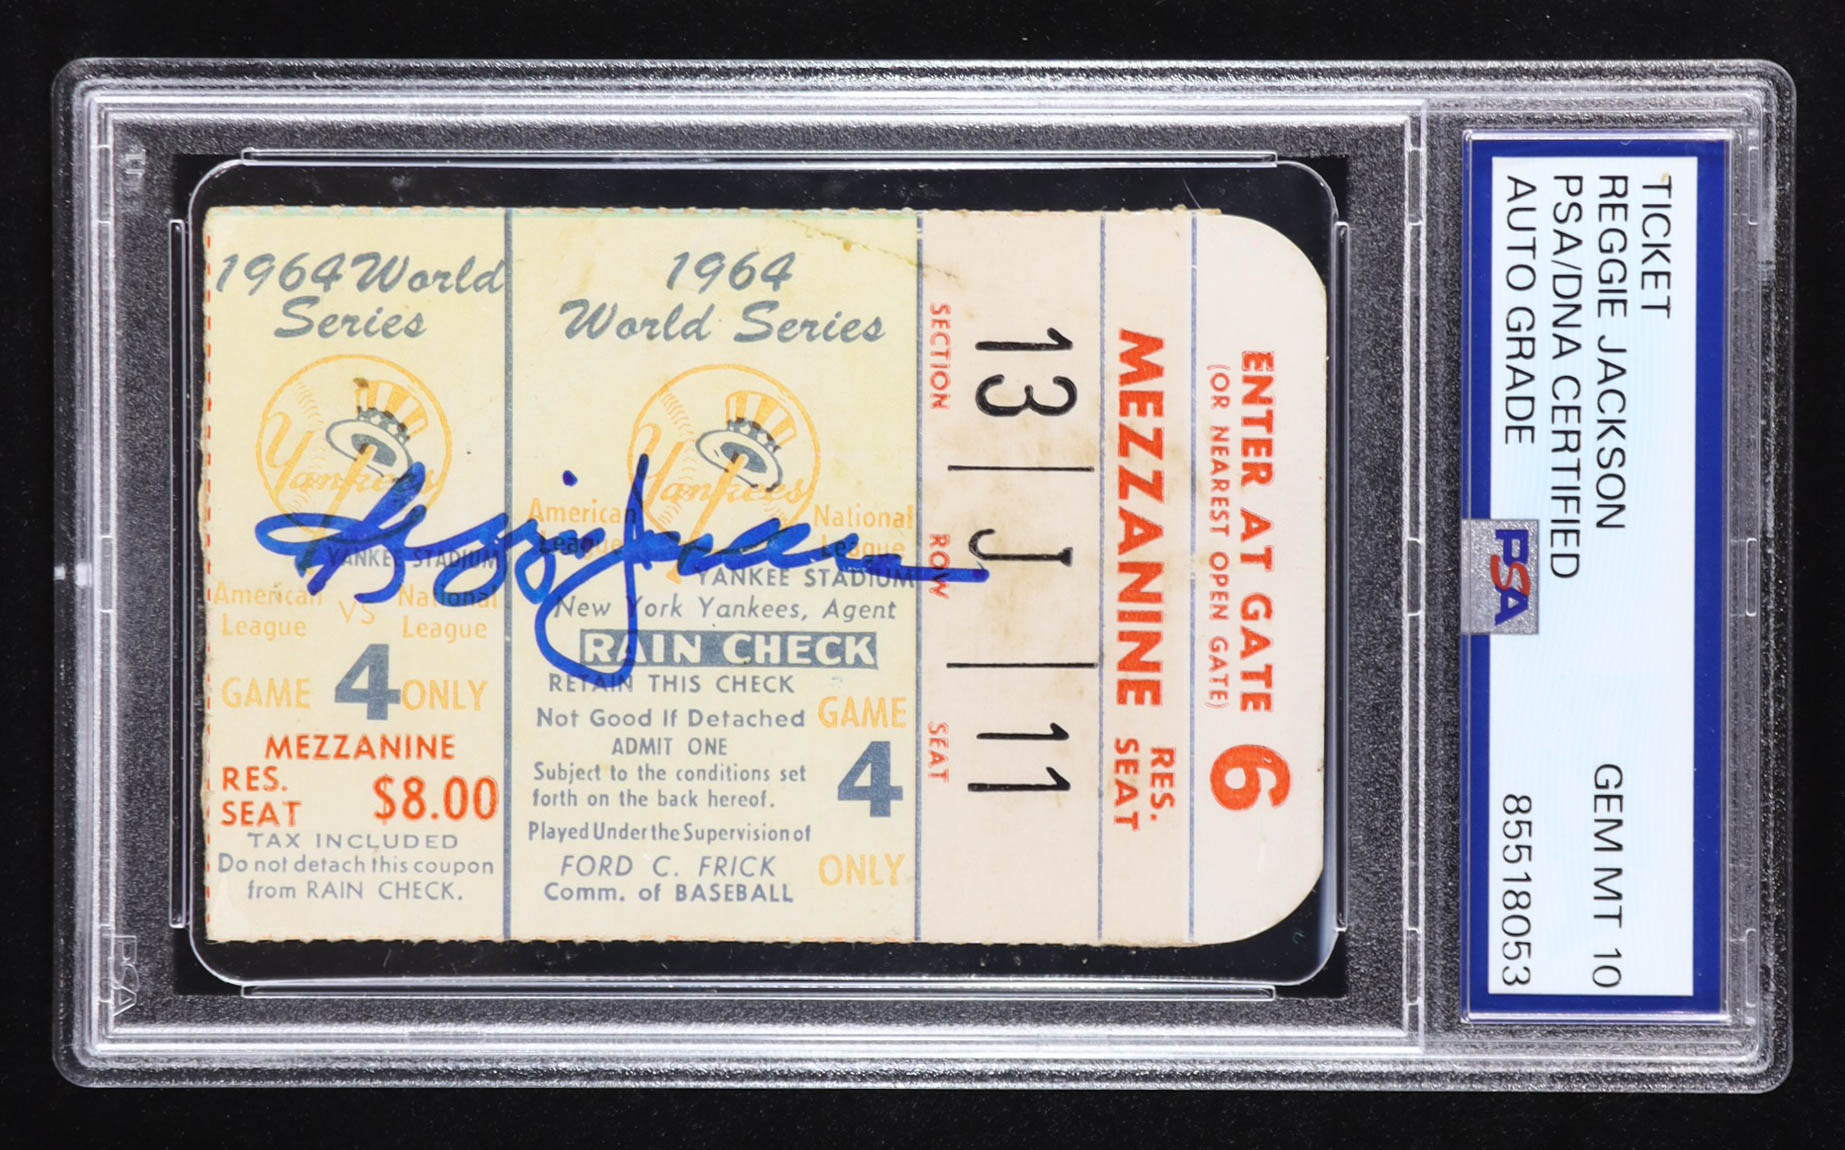 1964 World
Series
Yankees
YANKEE STADIUM
American
League
VS
National
League
GAME 4 ONLY
MEZZANINE
RES.
SEAT
$8.00
TAX INCLUDED
Do not detach this coupon
from RAIN CHECK.
1964
World Series
Yankees
American
League
National
League
YANKEE STADIUM
New York Yankees, Agent
RAIN CHECK
RETAIN THIS CHECK
Not Good If Detached
ADMIT ONE
Subject to the conditions set
forth on the back hereof.
GAME
4
ONLY
Played Under the Supervision of
FORD C. FRICK
Comm. of BASEBALL
Reggie Jackson
SECTION ROW SEAT
13 J 11
MEZZANINE RES.
SEAT
ENTER AT GATE 6
(OR NEAREST OPEN GATE)
TICKET
REGGIE JACKSON GEM MT 10
PSA/DNA CERTIFIED
AUTO GRADE 85518053
PSA
PSA